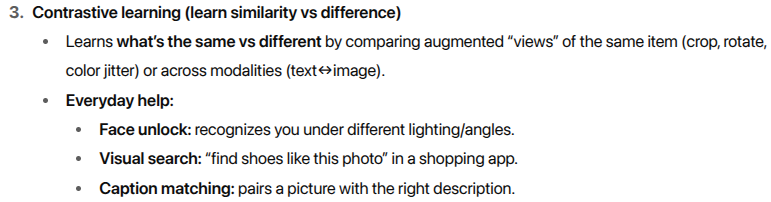 3. Contrastive learning (learn similarity vs difference)
• Learns what's the same vs different by comparing augmented “views” of the same item (crop, rotate,
color jitter) or across modalities (text↔image).
• Everyday help:
• Face unlock: recognizes you under different lighting/angles.
• Visual search: “find shoes like this photo” in a shopping app.
• Caption matching: pairs a picture with the right description.